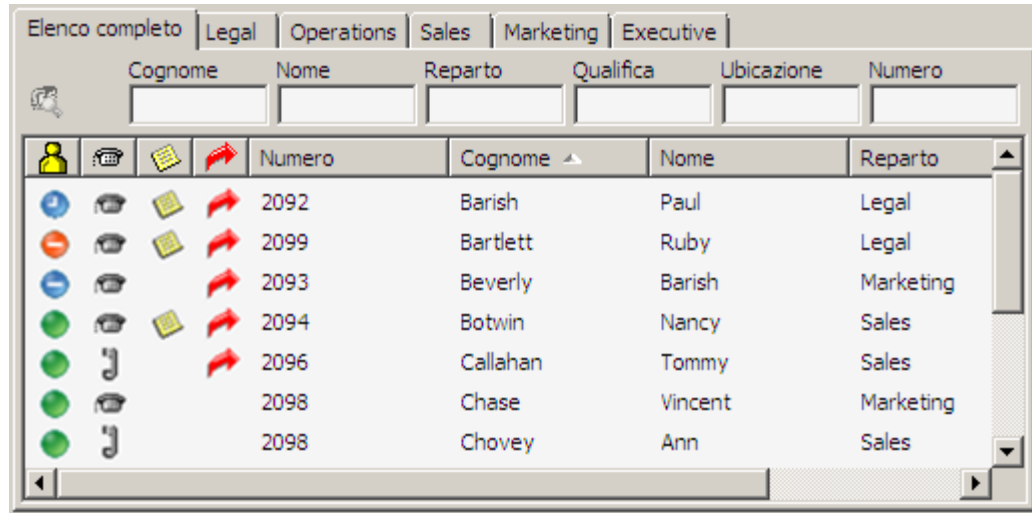 Elenco completo Legal Operations Sales Marketing Executive
Cognome Nome Reparto Qualifica Ubicazione Numero
Numero Cognome Nome Reparto
2092 Barish Paul Legal
2099 Bartlett Ruby Legal
2093 Beverly Barish Marketing
2094 Botwin Nancy Sales
2096 Callahan Tommy Sales
2098 Chase Vincent Marketing
2098 Chovey Ann Sales